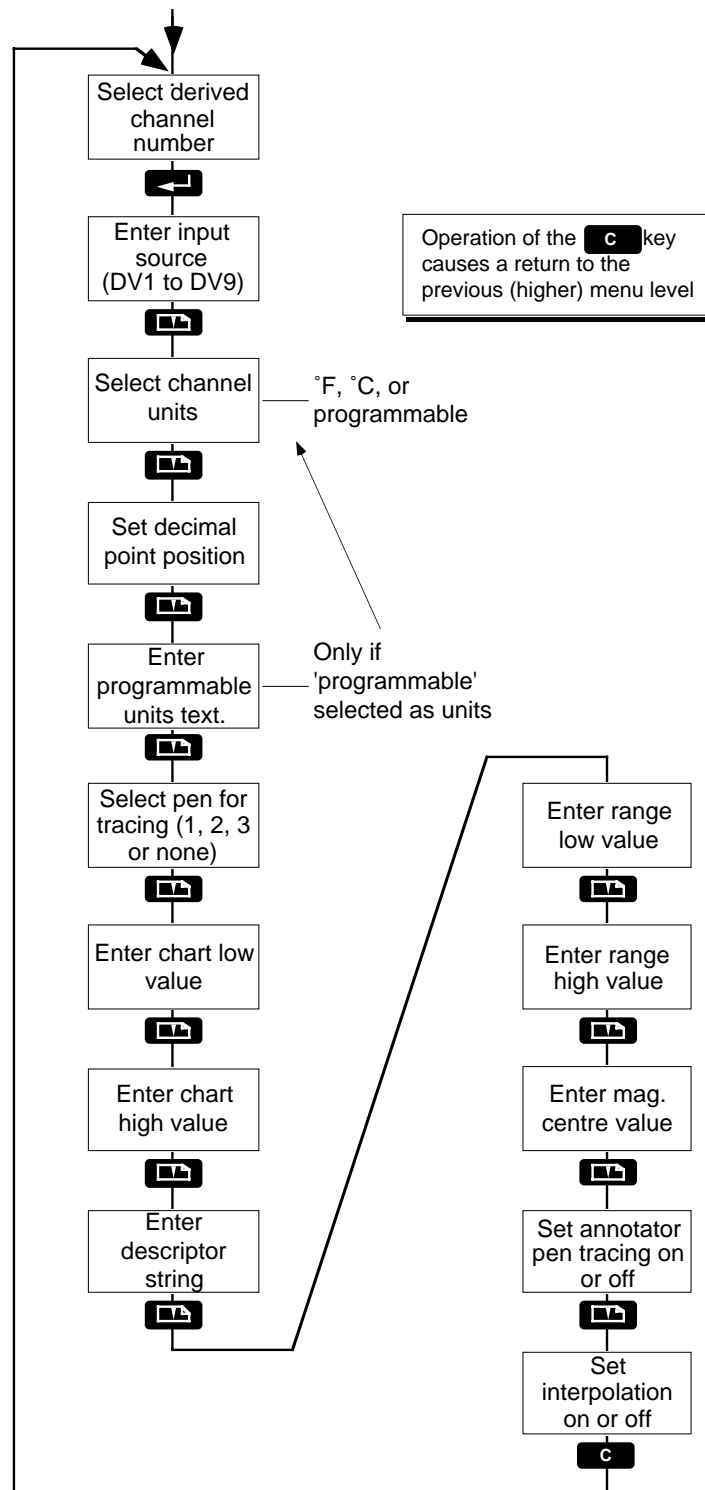 Select derived
channel
number
Enter input
source
(DV1 to DV9)
Operation of the C key
causes a return to the
previous (higher) menu level
Select channel
units
˚F, ˚C, or
programmable
Set decimal
point position
Enter
programmable
units text.
Only if
'programmable'
selected as units
Select pen for
tracing (1, 2, 3
or none)
Enter chart low
value
Enter chart
high value
Enter
descriptor
string
Enter range
low value
Enter range
high value
Enter mag.
centre value
Set annotator
pen tracing on
or off
Set
interpolation
on or off
C